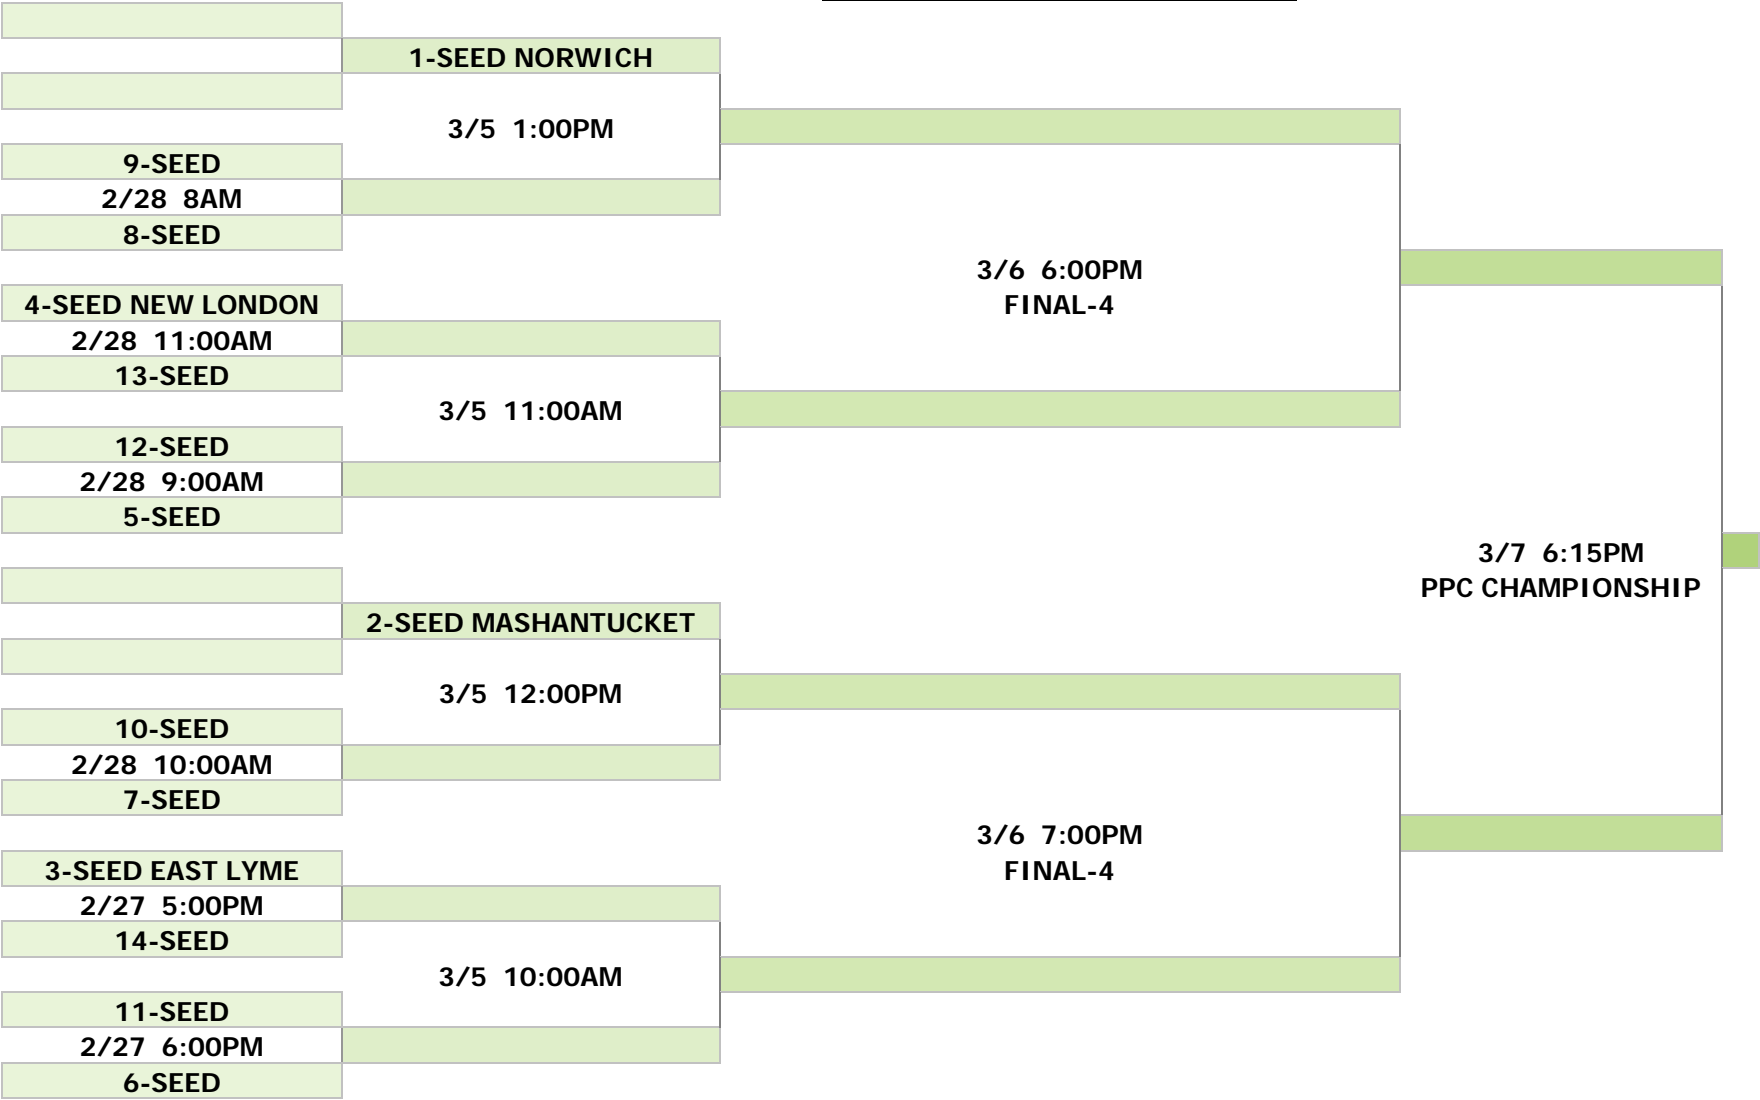 1-SEED NORWICH
3/5 1:00PM
9-SEED
2/28 8AM
8-SEED
3/6 6:00PM
FINAL-4
4-SEED NEW LONDON
2/28 11:00AM
13-SEED
3/5 11:00AM
12-SEED
2/28 9:00AM
5-SEED
3/7 6:15PM
PPC CHAMPIONSHIP
2-SEED MASHANTUCKET
3/5 12:00PM
10-SEED
2/28 10:00AM
7-SEED
3/6 7:00PM
FINAL-4
3-SEED EAST LYME
2/27 5:00PM
14-SEED
3/5 10:00AM
11-SEED
2/27 6:00PM
6-SEED